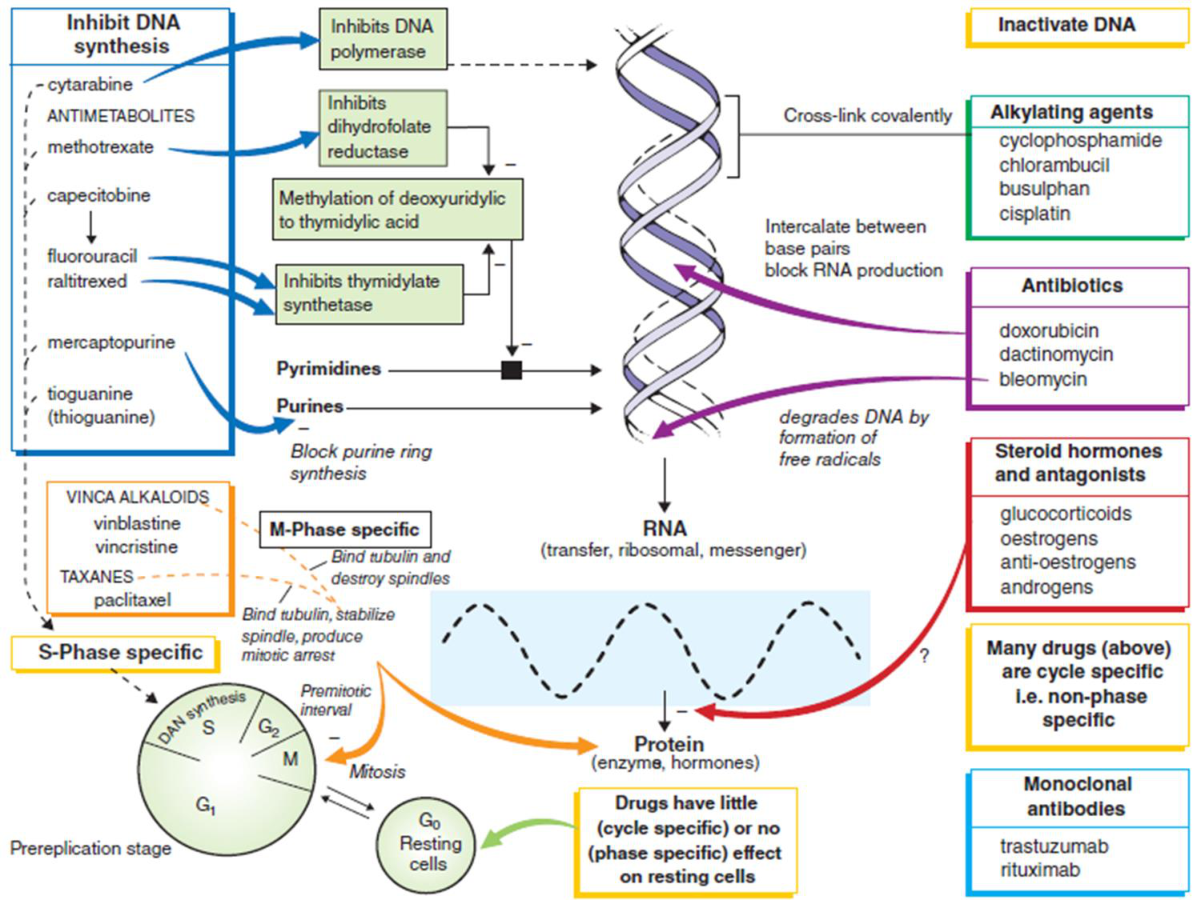 Inhibit DNA
synthesis
cytarabine
ANTIMETABOLITES
methotrexate
capecitobine
fluorouracil
raltitrexed
mercaptopurine
tioguanine
(thioguanine)
Inhibits DNA
polymerase
Inhibits
dihydrofolate
reductase
–
Methylation of deoxyuridylic
to thymidylic acid
–
Inhibits thymidylate
synthetase
–
Pyrimidines
Purines
–
Block purine ring
synthesis
Inactivate DNA
Cross-link covalently
Alkylating agents
cyclophosphamide
chlorambucil
busulphan
cisplatin
Intercalate between
base pairs
block RNA production
Antibiotics
doxorubicin
dactinomycin
bleomycin
degrades DNA by
formation of
free radicals
Steroid hormones
and antagonists
glucocorticoids
oestrogens
anti-oestrogens
androgens
?
RNA
(transfer, ribosomal, messenger)
–
Protein
(enzyme, hormones)
VINCA ALKALOIDS
vinblastine
vincristine
TAXANES
paclitaxel
M-Phase specific
Bind tubulin and
destroy spindles
Bind tubulin, stabilize
spindle, produce
mitotic arrest
S-Phase specific
Premitotic
interval
–
DAN synthesis
S
G2
M
G1
Mitosis
Prereplication stage
G0
Resting
cells
Drugs have little
(cycle specific) or no
(phase specific) effect
on resting cells
Many drugs (above)
are cycle specific
i.e. non-phase
specific
Monoclonal
antibodies
trastuzumab
rituximab